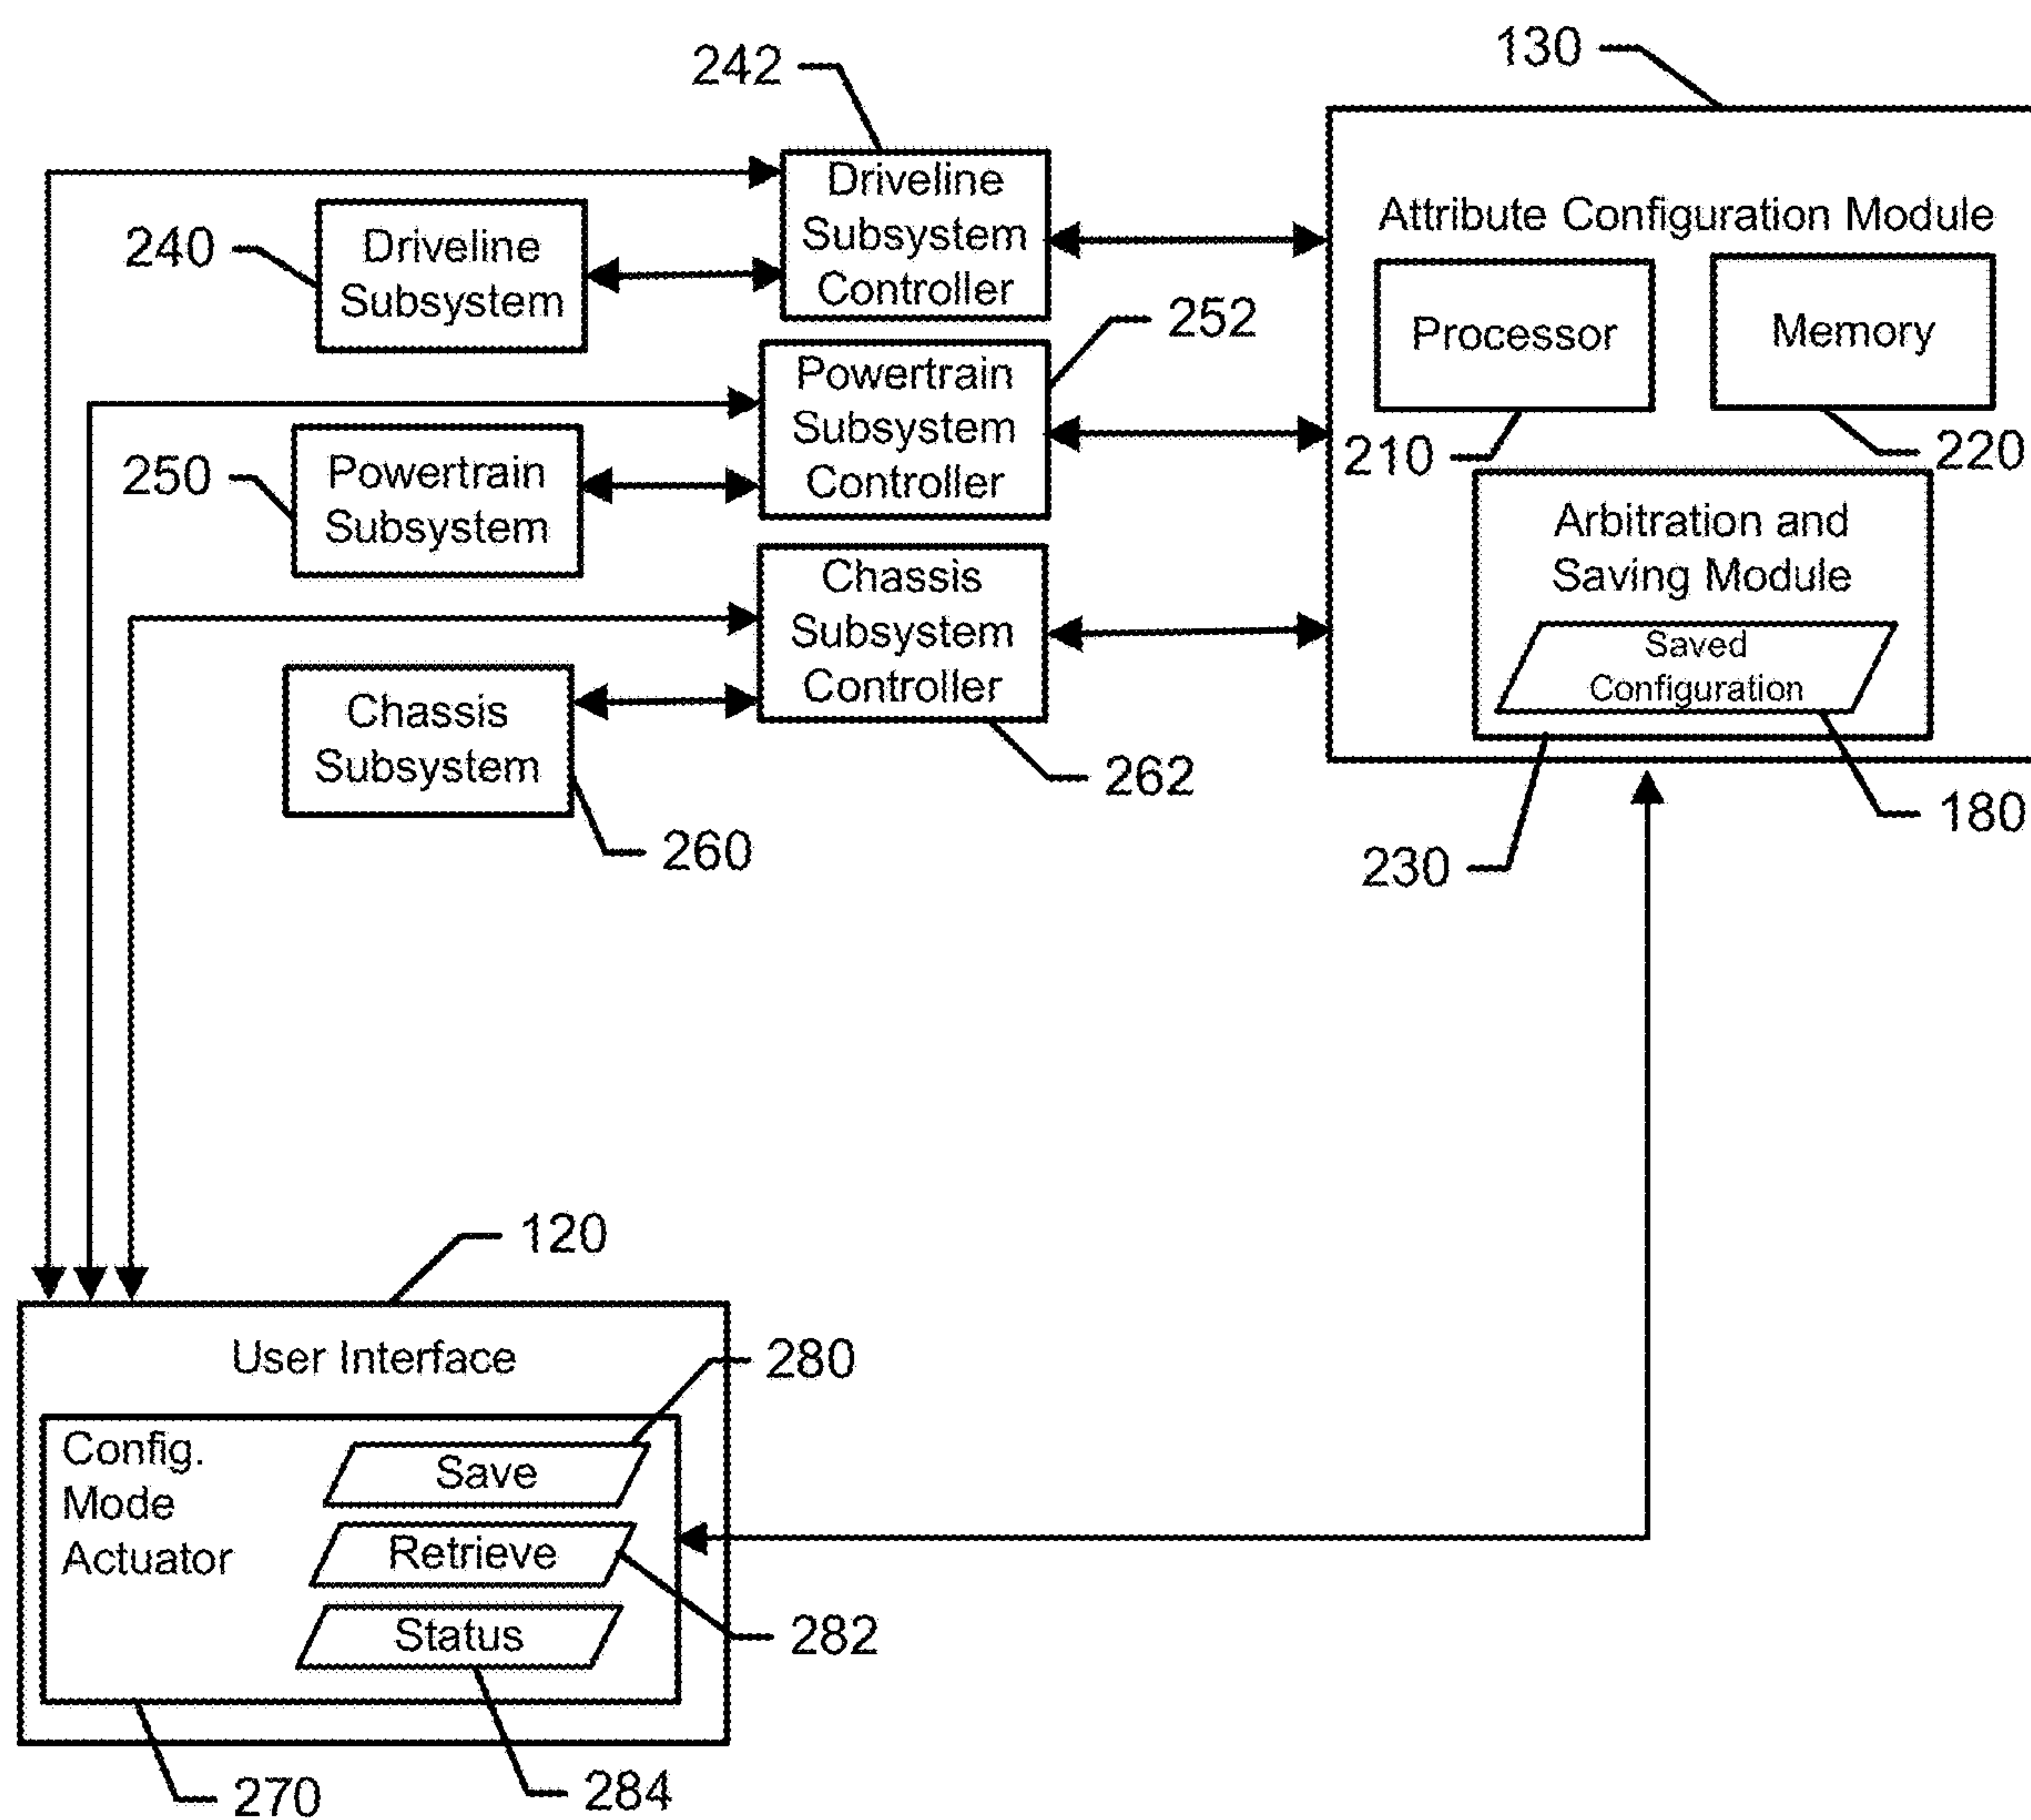 130
242
Driveline
Subsystem
Controller
240
Driveline
Subsystem
Attribute Configuration Module
Processor
Memory
252
Powertrain
Subsystem
Controller
250
Powertrain
Subsystem
210
220
Arbitration and
Saving Module
Saved
Configuration
Chassis
Subsystem
Controller
Chassis
Subsystem
262
260
230
180
120
User Interface
280
Config.
Mode
Actuator
Save
Retrieve
Status
282
270
284